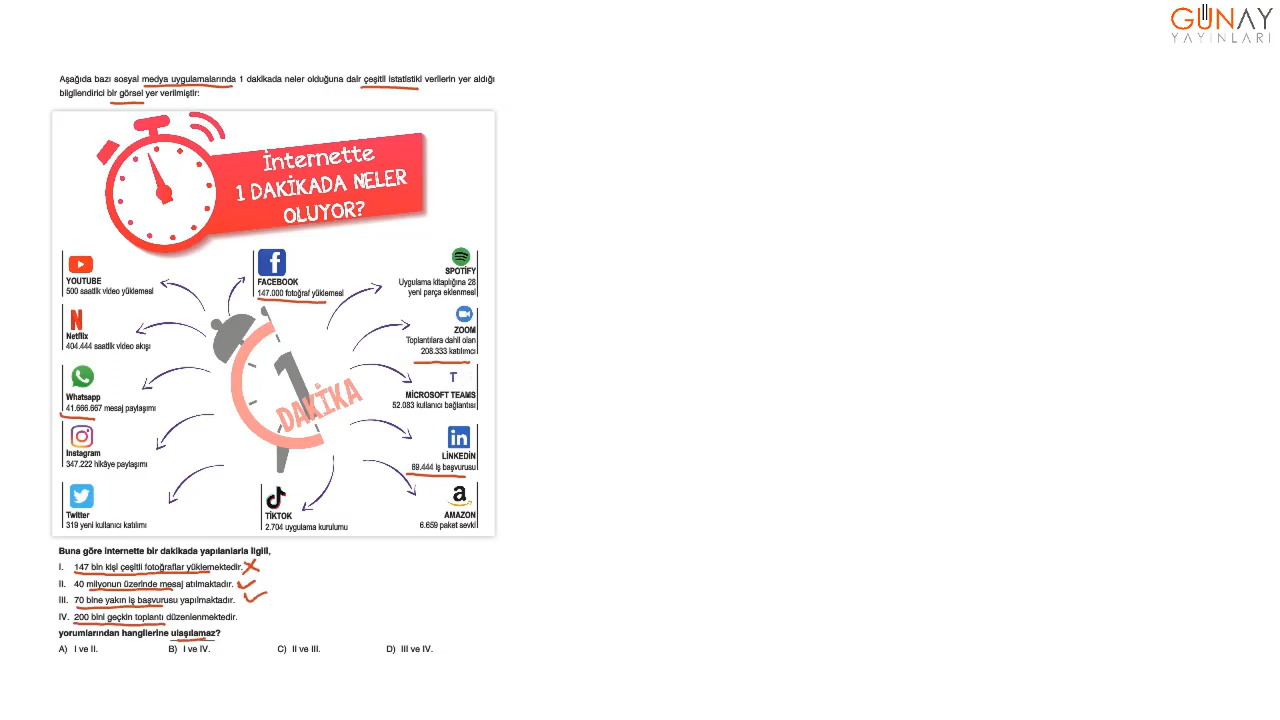 GÜNAY
YAYINLARI
Aşağıda bazı sosyal medya uygulamalarında 1 dakikada neler olduğuna dair çeşitli istatistiki verilerin yer aldığı
bilgilendirici bir görsel yer verilmiştir:
İnternette
1 DAKİKADA NELER
OLUYOR?
YOUTUBE
500 saatlik video yüklemesi
FACEBOOK
147.000 fotoğraf yüklemesi
SPOTİFY
Uygulama kitaplığına 28
yeni parça eklenmesi
Netflix
404.444 saatlik video akışı
ZOOM
Toplantılara dahil olan
208.333 katılımcı
Whatsapp
41.666.667 mesaj paylaşımı
T
MİCROSOFT TEAMS
52.083 kullanıcı bağlantısı
1
DAKİKA
Instagram
347.222 hikâye paylaşımı
in
LİNKEDİN
69.444 iş başvurusu
Twitter
319 yeni kullanıcı katılımı
TİKTOK
2.704 uygulama kurulumu
a
AMAZON
6.659 paket sevki
Buna göre internette bir dakikada yapılanlarla ilgili,
I. 147 bin kişi çeşitli fotoğraflar yüklemektedir.
II. 40 milyonun üzerinde mesaj atılmaktadır.
III. 70 bine yakın iş başvurusu yapılmaktadır.
IV. 200 bini geçkin toplantı düzenlenmektedir.
yorumlarından hangilerine ulaşılamaz?
A) I ve II. B) I ve IV. C) II ve III. D) III ve IV.